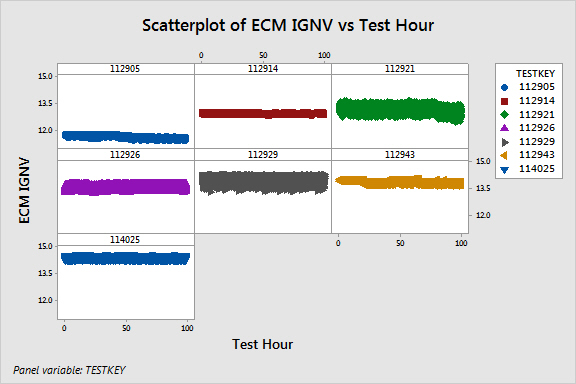 Scatterplot of ECM IGNV vs Test Hour
0 50 100
112905 112914 112921
15.0
13.5
12.0
112926 112929 112943
15.0
13.5
12.0
114025
15.0
13.5
12.0
0 50 100
0 50 100
ECM IGNV
Test Hour
TESTKEY
112905
112914
112921
112926
112929
112943
114025
Panel variable: TESTKEY